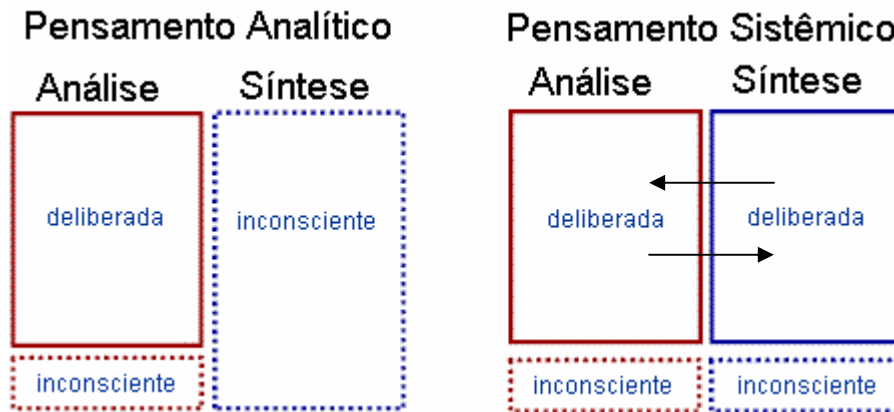 Pensamento Analítico
Análise
Síntese
deliberada
inconsciente
inconsciente
Pensamento Sistêmico
Análise
Síntese
deliberada
deliberada
inconsciente
inconsciente